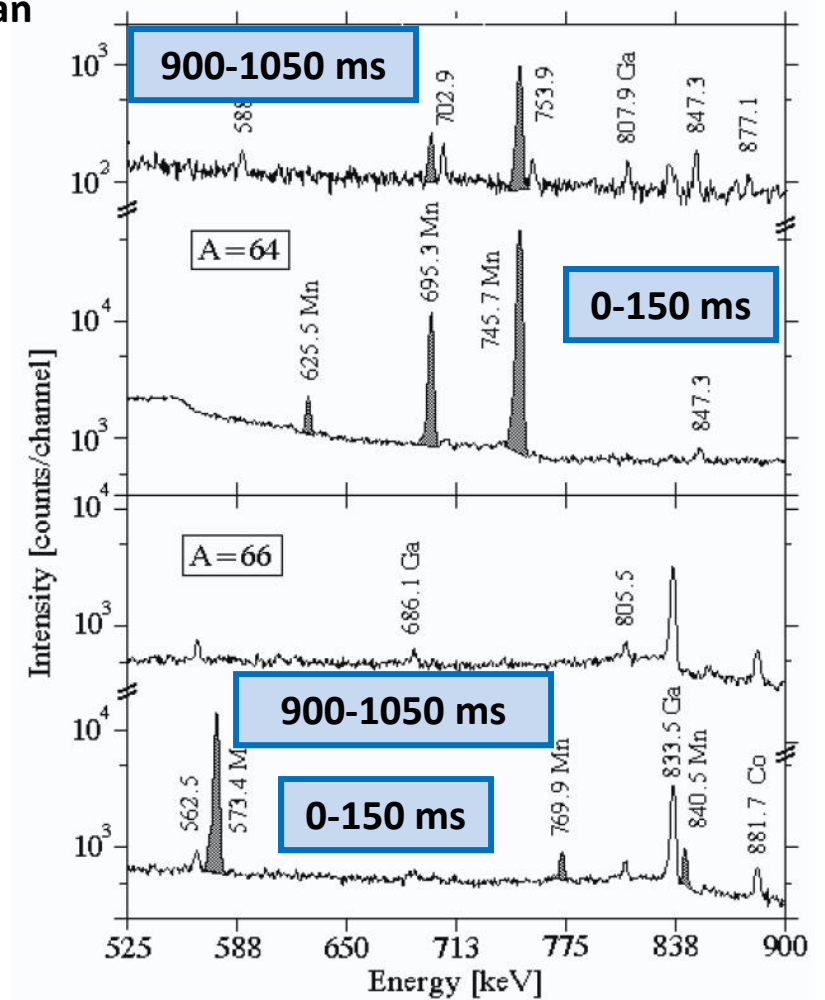 an
900-1050 ms
10³
702.9
753.9
807.9 Ga
847.3
877.1
10²
A=64
625.5 Mn
695.3 Mn
745.7 Mn
0-150 ms
10⁴
847.3
10³
10⁴
A=66
686.1 Ga
805.5
10³
900-1050 ms
10⁴
562.5
573.4
0-150 ms
769.9 Mn
833.5 Ga
840.5 Mn
881.7 Co
10³
525 588 650 713 775 838 900
Energy [keV]
Intensity [counts/channel]